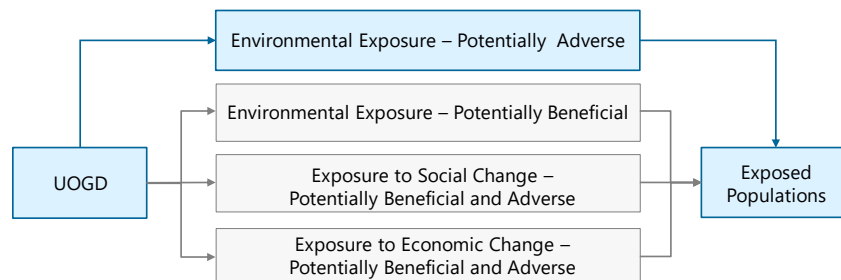 Environmental Exposure – Potentially Adverse
Environmental Exposure – Potentially Beneficial
UOGD
Exposure to Social Change –
Potentially Beneficial and Adverse
Exposed
Populations
Exposure to Economic Change –
Potentially Beneficial and Adverse